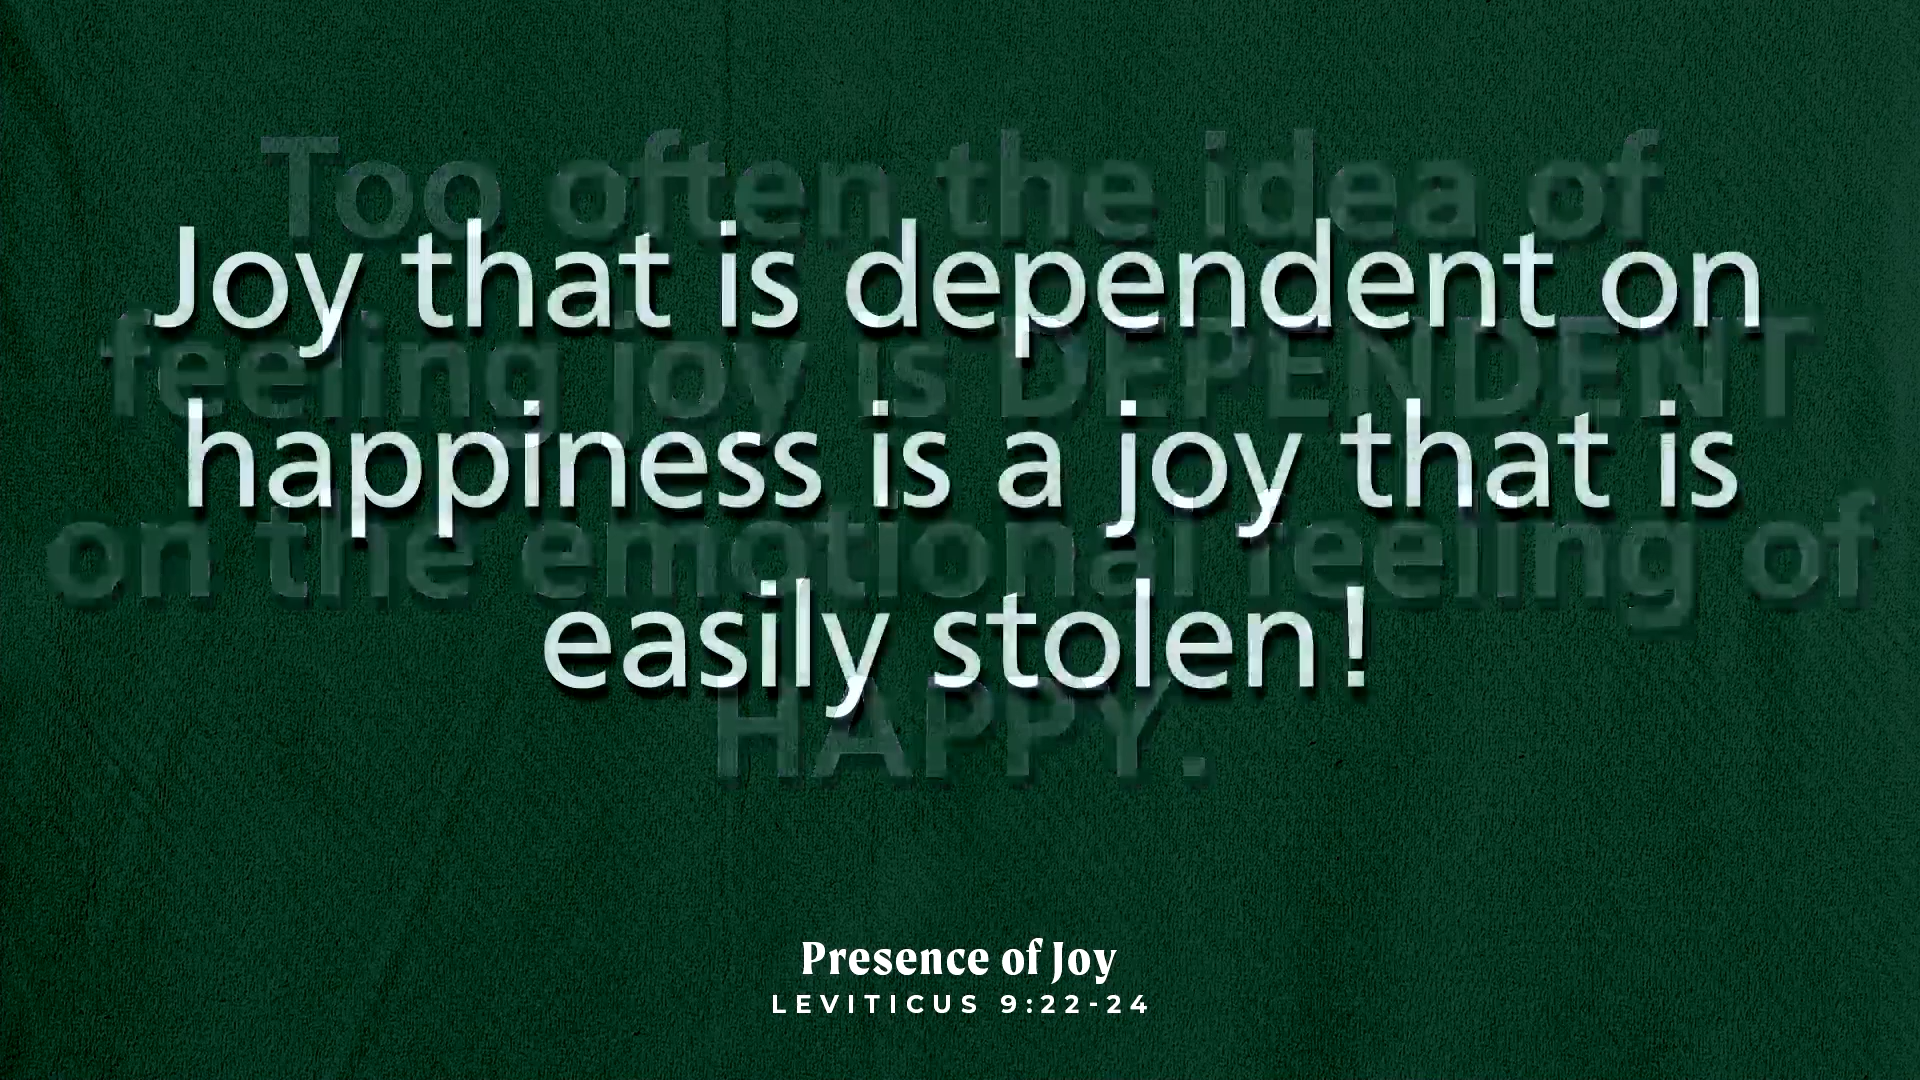 Too often the idea of
Joy that is dependent on
feeling joy is DEPENDENT
happiness is a joy that is
on the emotional feeling of
easily stolen!
HAPPY.
Presence of Joy
LEVITICUS 9:22-24